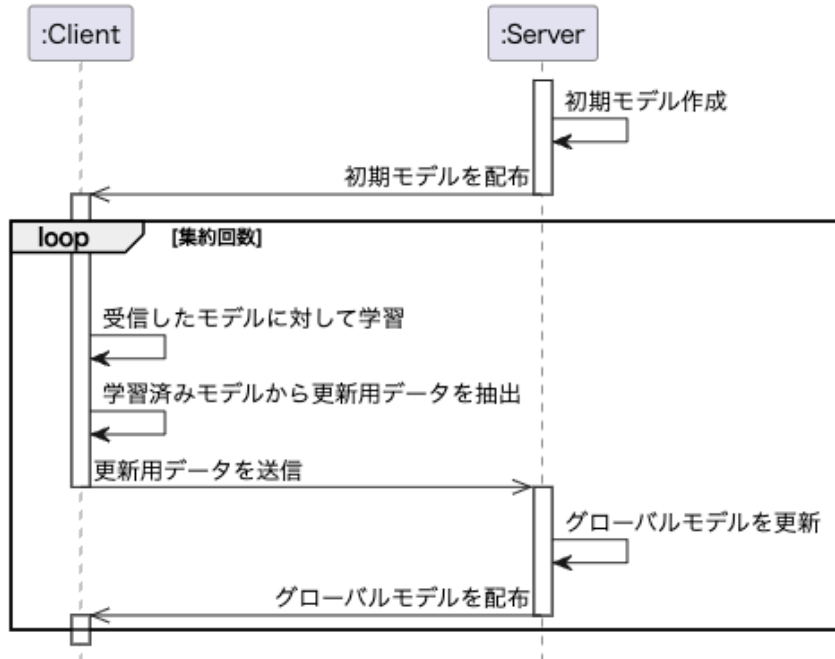 :Client
:Server
初期モデル作成
初期モデルを配布
loop
[集約回数]
受信したモデルに対して学習
学習済みモデルから更新用データを抽出
更新用データを送信
グローバルモデルを更新
グローバルモデルを配布